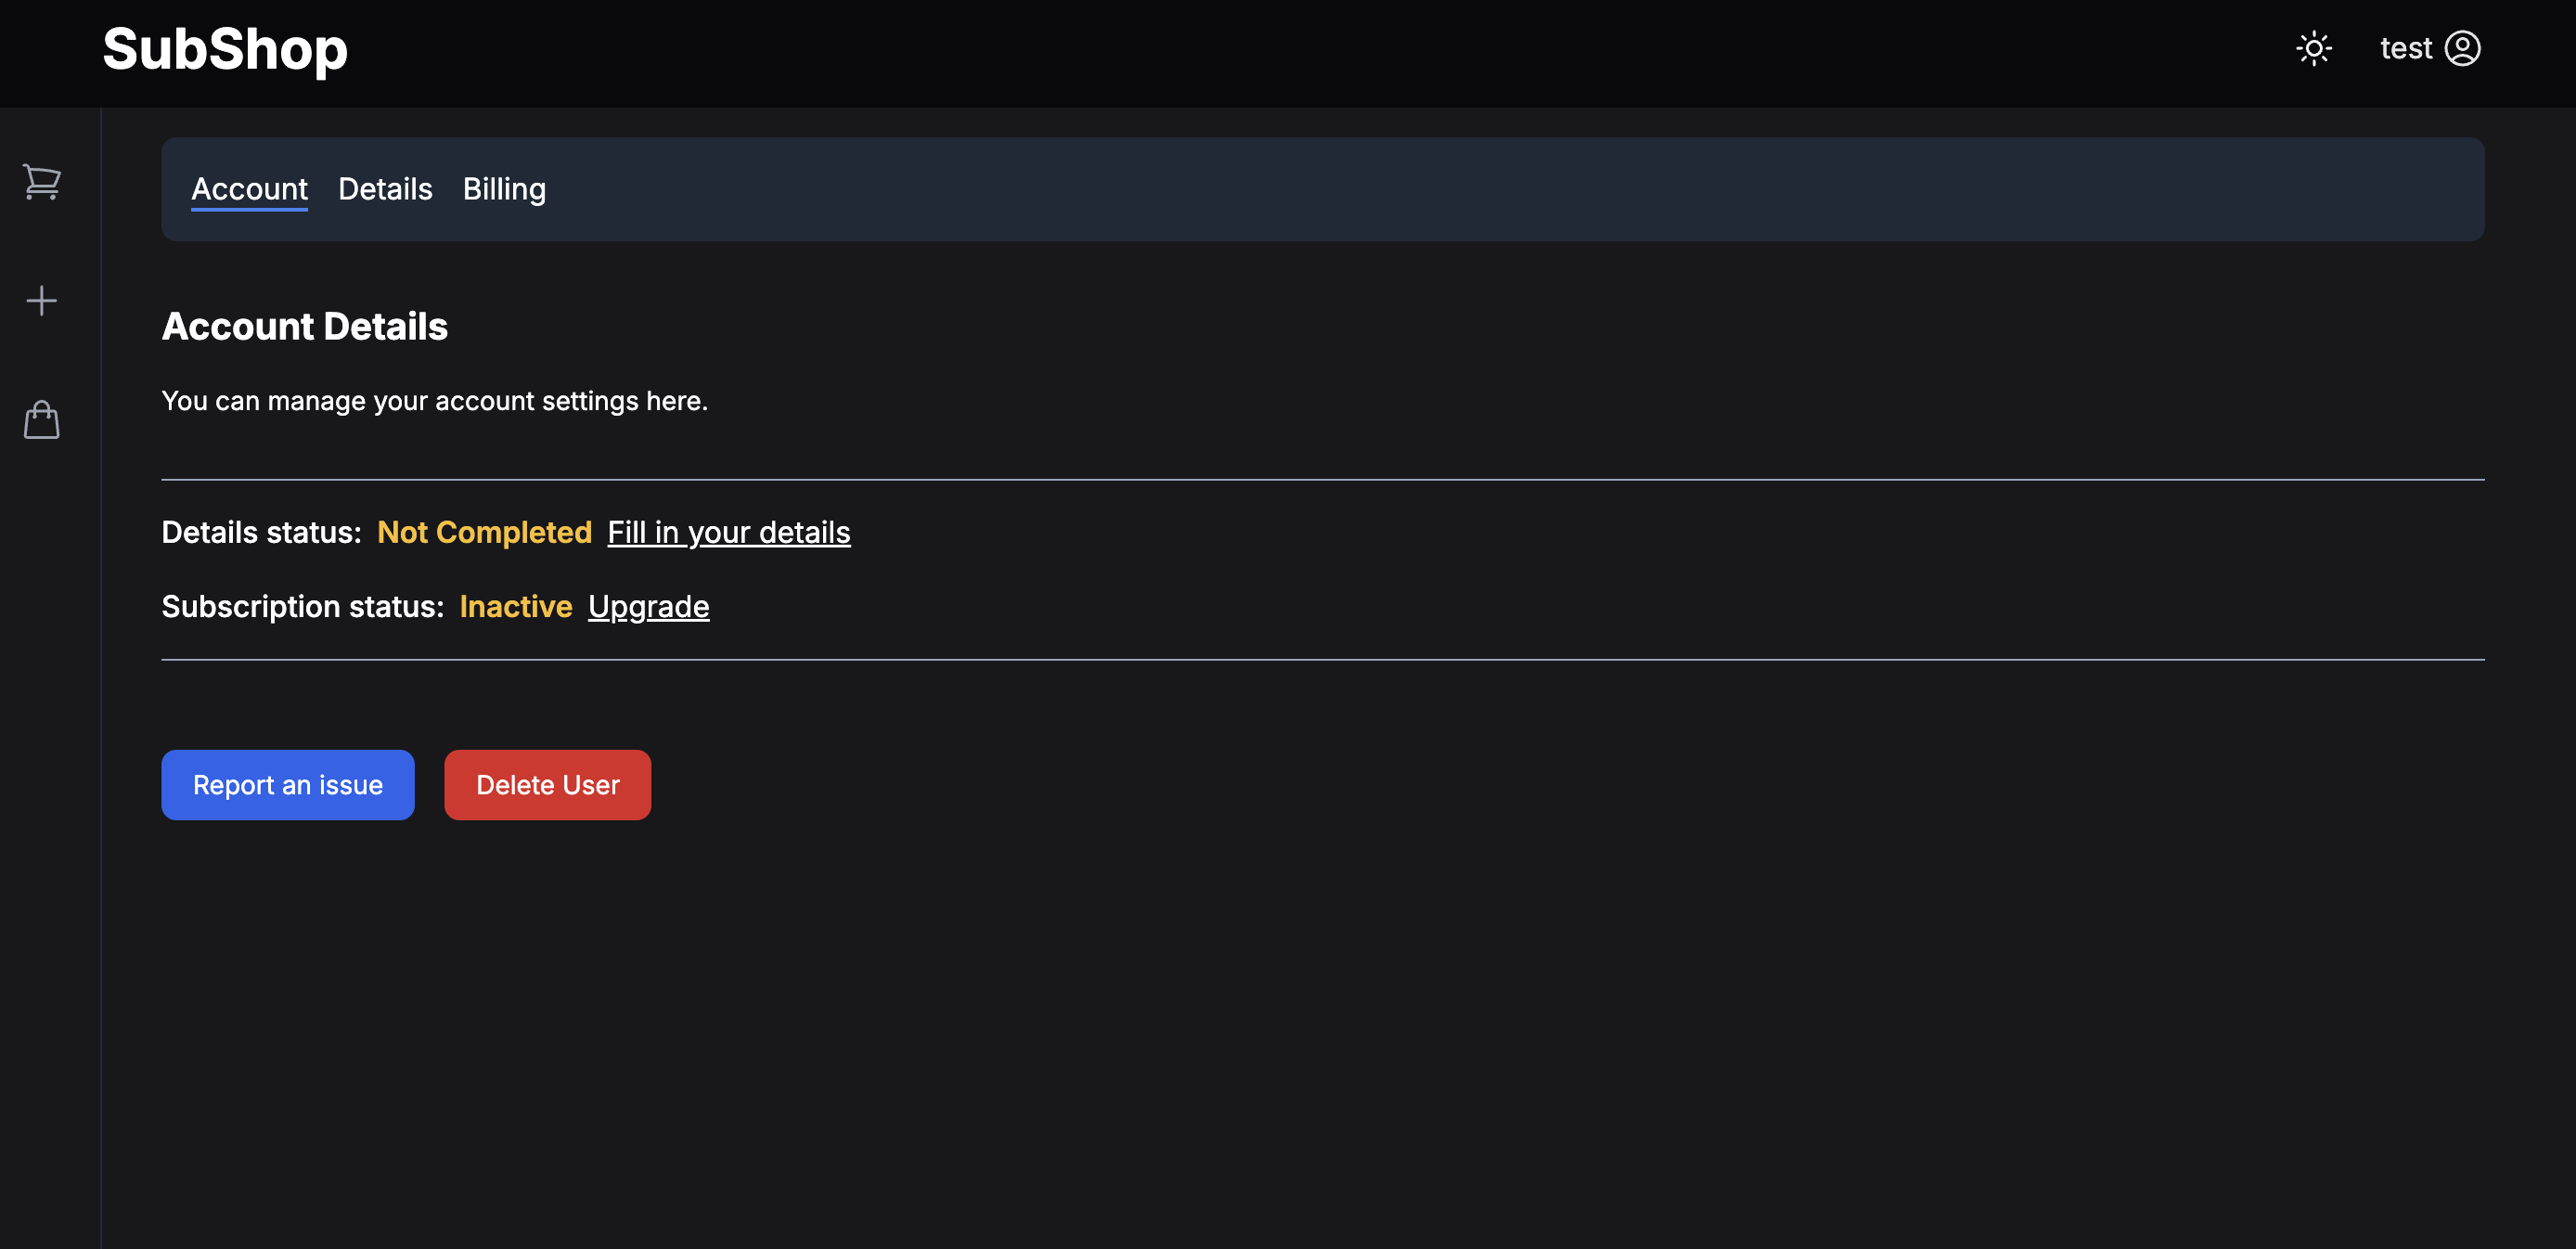 SubShop
test
Account Details Billing
Account Details
You can manage your account settings here.
Details status: Not Completed Fill in your details
Subscription status: Inactive Upgrade
Report an issue Delete User